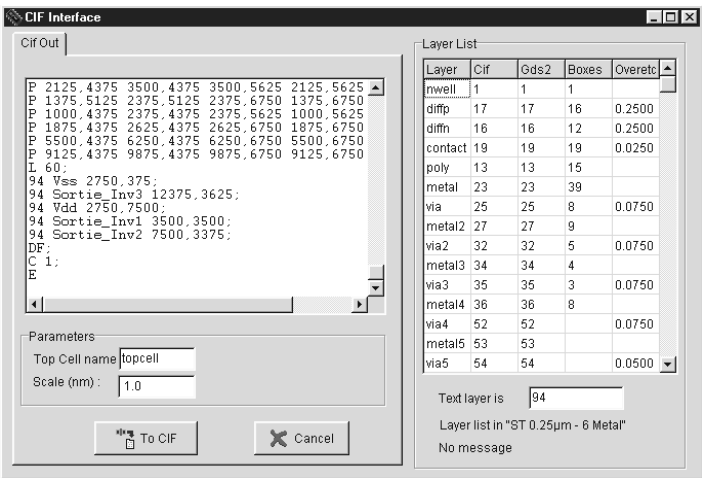 CIF Interface
Cif Out
P 2125,4375 3500,4375 3500,5625 2125,5625
P 1375,5125 2375,5125 2375,6750 1375,6750
P 1000,4375 2375,4375 2375,5625 1000,5625
P 1875,4375 2625,4375 2625,6750 1875,6750
P 5500,4375 6250,4375 6250,6750 5500,6750
P 9125,4375 9875,4375 9875,6750 9125,6750
L 60;
94 Vss 2750,375;
94 Sortie_Inv3 12375,3625;
94 Vdd 2750,7500;
94 Sortie_Inv1 3500,3500;
94 Sortie_Inv2 7500,3375;
DF;
C 1;
E
Parameters
Top Cell name topcell
Scale (nm) : 1.0
To CIF
Cancel
Layer List
Layer Cif Gds2 Boxes Overetc
nwell 1 1 1
diffp 17 17 16 0.2500
diffn 16 16 12 0.2500
contact 19 19 19 0.0250
poly 13 13 15
metal 23 23 39
via 25 25 8 0.0750
metal2 27 27 9
via2 32 32 5 0.0750
metal3 34 34 4
via3 35 35 3 0.0750
metal4 36 36 8
via4 52 52 0.0750
metal5 53 53
via5 54 54 0.0500
Text layer is 94
Layer list in "ST 0.25µm - 6 Metal"
No message